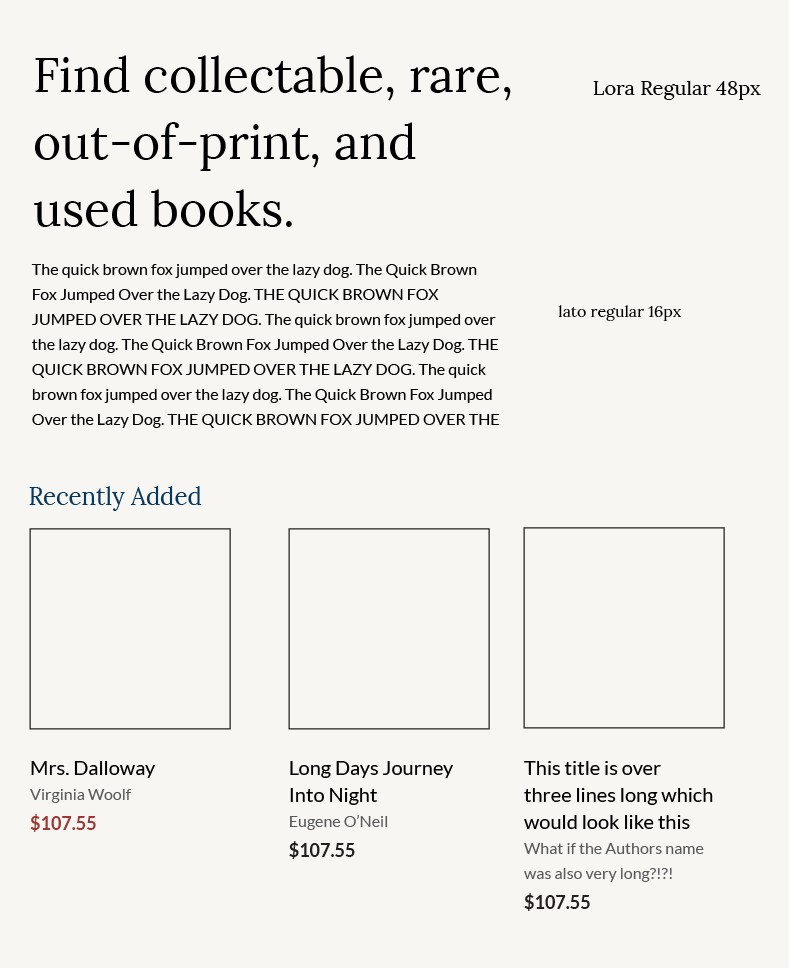 Find collectable, rare,
out-of-print, and
used books.
Lora Regular 48px
The quick brown fox jumped over the lazy dog. The Quick Brown
Fox Jumped Over the Lazy Dog. THE QUICK BROWN FOX
JUMPED OVER THE LAZY DOG. The quick brown fox jumped over
the lazy dog. The Quick Brown Fox Jumped Over the Lazy Dog. THE
QUICK BROWN FOX JUMPED OVER THE LAZY DOG. The quick
brown fox jumped over the lazy dog. The Quick Brown Fox Jumped
Over the Lazy Dog. THE QUICK BROWN FOX JUMPED OVER THE
lato regular 16px
Recently Added
Mrs. Dalloway
Virginia Woolf
$107.55
Long Days Journey
Into Night
Eugene O’Neil
$107.55
This title is over
three lines long which
would look like this
What if the Authors name
was also very long?!?!
$107.55